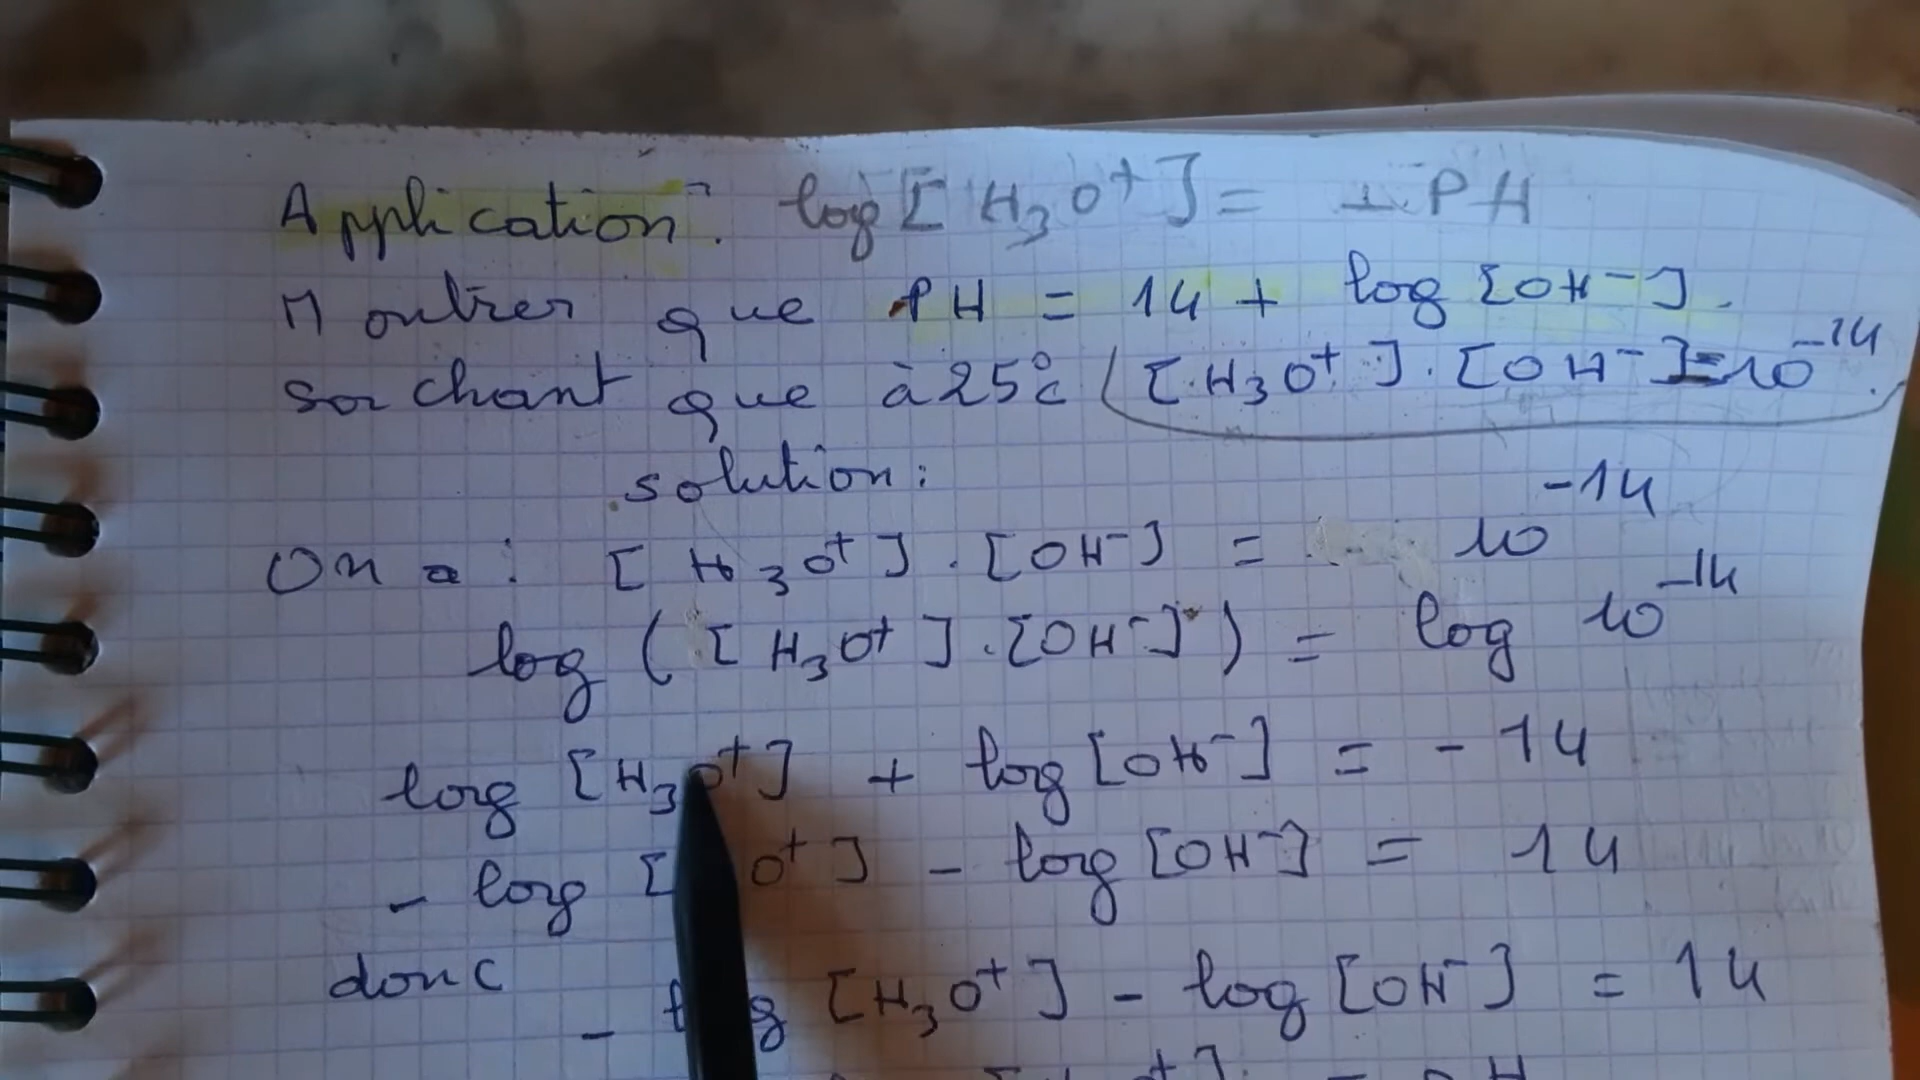 Application: log [H₃O⁺] = - PH
Montrer que PH = 14 + log [OH⁻].
sachant que à 25°c ([H₃O⁺].[OH⁻]=10⁻¹⁴.
solution:
On a : [H₃O⁺].[OH⁻] = 10⁻¹⁴
log ([H₃O⁺].[OH⁻]) = log 10⁻¹⁴
log [H₃O⁺] + log [OH⁻] = - 14
- log [ O⁺] - log [OH⁻] = 14
donc - log [H₃O⁺] - log [OH⁻] = 14